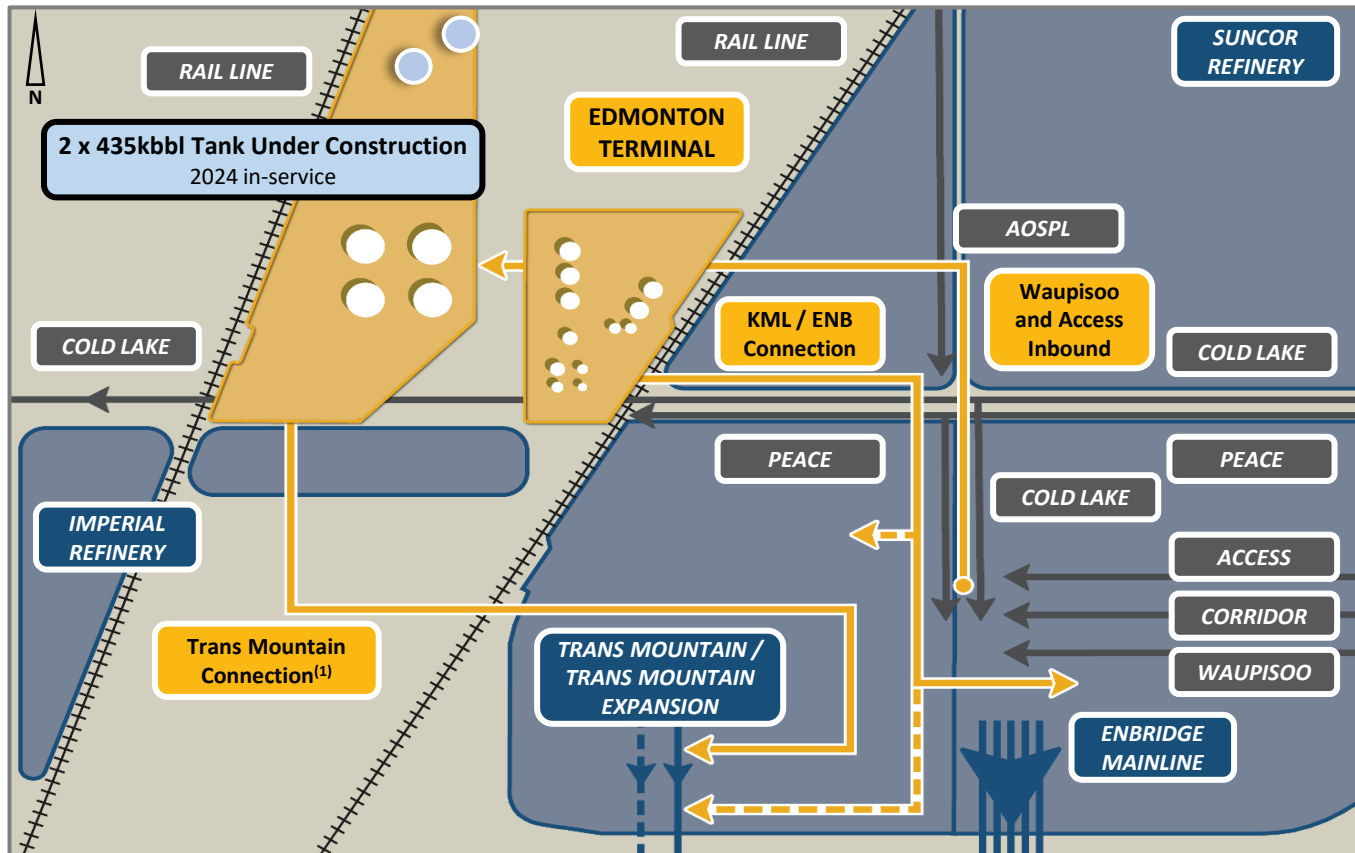 RAIL LINE
RAIL LINE
SUNCOR
REFINERY
N
2 x 435kbbl Tank Under Construction
2024 in-service
EDMONTON
TERMINAL
AOSPL
Waupisoo
and Access
Inbound
KML / ENB
Connection
COLD LAKE
COLD LAKE
PEACE
PEACE
COLD LAKE
IMPERIAL
REFINERY
ACCESS
CORRIDOR
WAUPISOO
Trans Mountain
Connection(1)
TRANS MOUNTAIN /
TRANS MOUNTAIN
EXPANSION
ENBRIDGE
MAINLINE